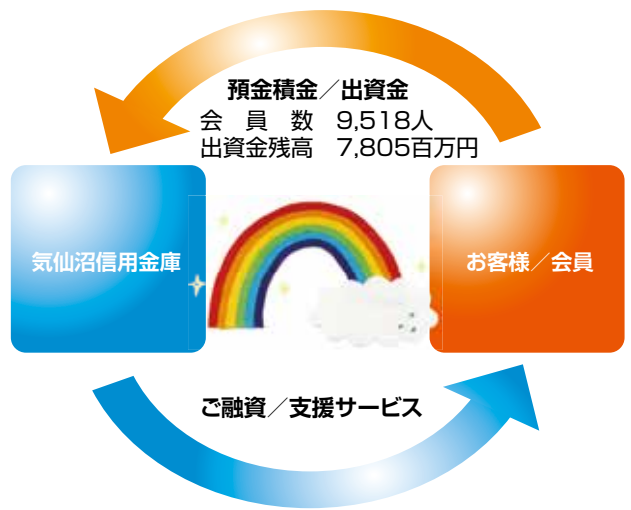 預金積金／出資金
会員数 9,518人
出資金残高 7,805百万円
気仙沼信用金庫
お客様／会員
ご融資／支援サービス